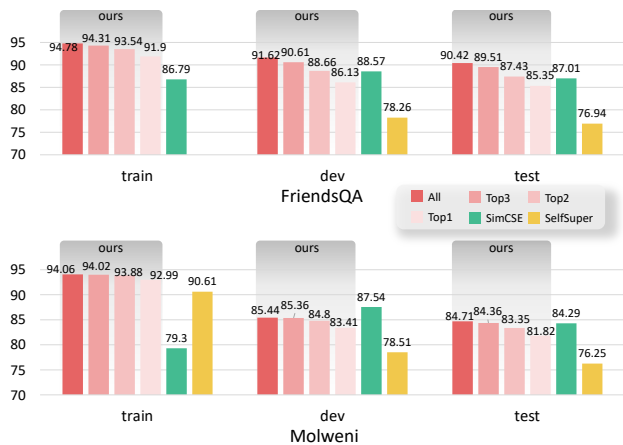 ours ours ours
95
90
85
80
75
70
94.78 94.31 93.54 91.9 86.79
91.62 90.61 88.66 86.13 88.57 78.26
90.42 89.51 87.43 85.35 87.01 76.94
train dev test
FriendsQA
All Top3 Top2
Top1 SimCSE SelfSuper
ours ours ours
95
90
85
80
75
70
94.06 94.02 93.88 92.99 79.3 90.61
85.44 85.36 84.8 83.41 87.54 78.51
84.71 84.36 83.35 81.82 84.29 76.25
train dev test
Molweni